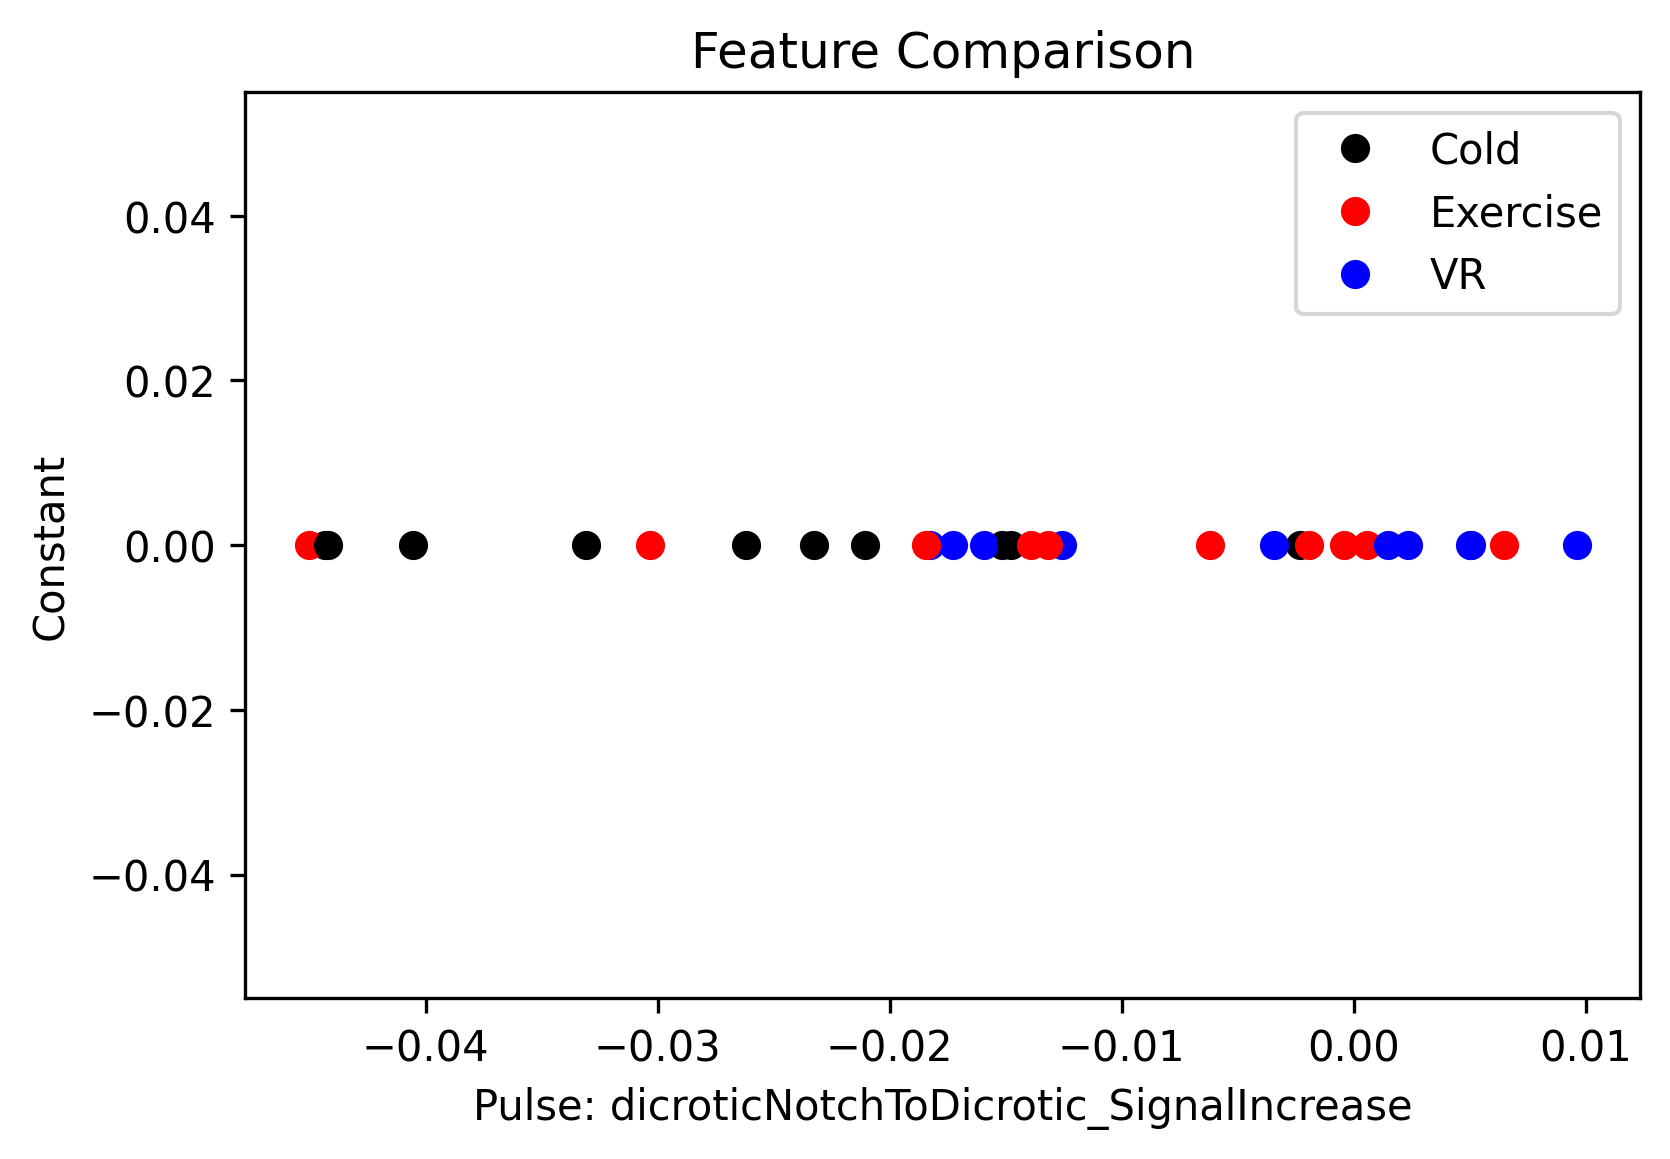 Feature Comparison
Cold
Exercise
VR
0.04
0.02
0.00
−0.02
−0.04
Constant
−0.04
−0.03
−0.02
−0.01
0.00
0.01
Pulse: dicroticNotchToDicrotic_SignalIncrease